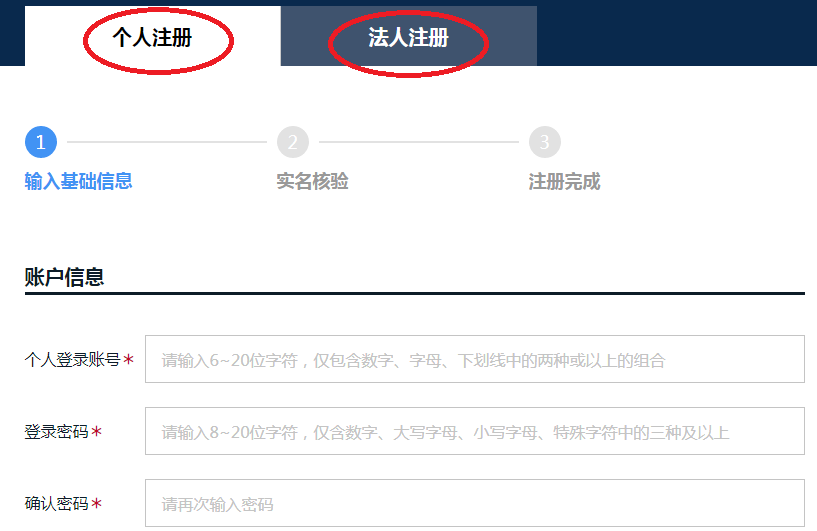 个人注册 法人注册
1 2 3
输入基础信息 实名核验 注册完成
账户信息
个人登录账号* 请输入6~20位字符，仅包含数字、字母、下划线中的两种或以上的组合
登录密码* 请输入8~20位字符，仅含数字、大写字母、小写字母、特殊字符中的三种及以上
确认密码* 请再次输入密码